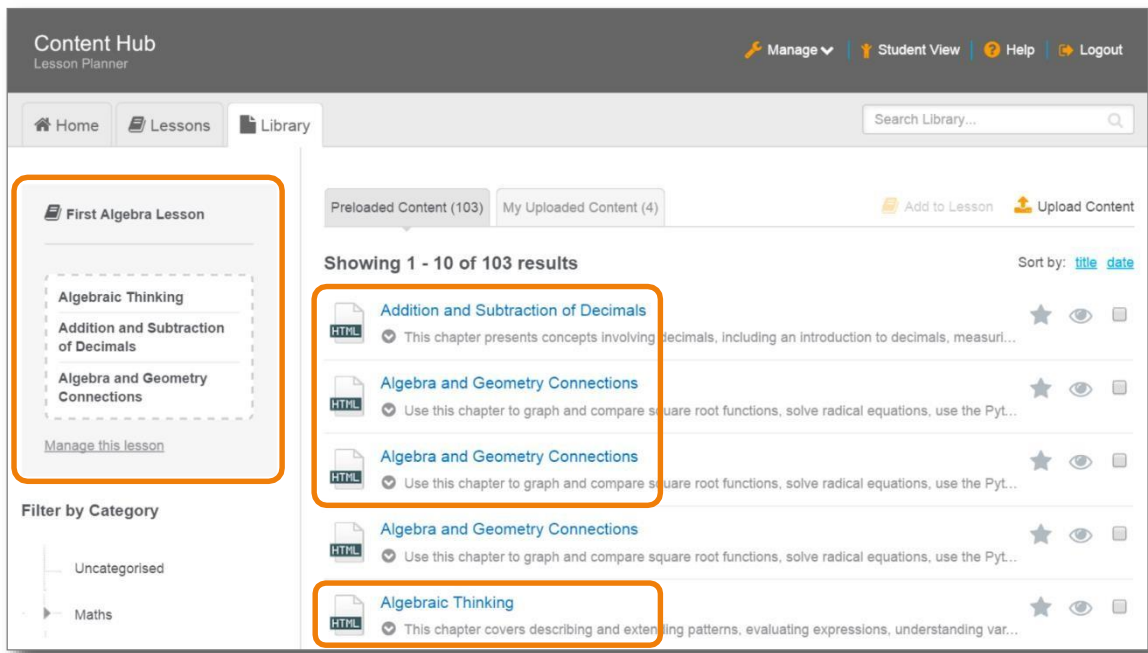 Content Hub
Lesson Planner
Manage
Student View
Help
Logout
Home
Lessons
Library
Search Library...
First Algebra Lesson
Algebraic Thinking
Addition and Subtraction
of Decimals
Algebra and Geometry
Connections
Manage this lesson
Filter by Category
Uncategorised
Maths
Preloaded Content (103)
My Uploaded Content (4)
Add to Lesson
Upload Content
Showing 1 - 10 of 103 results
Sort by: title date
HTML
Addition and Subtraction of Decimals
This chapter presents concepts involving decimals, including an introduction to decimals, measuri...
HTML
Algebra and Geometry Connections
Use this chapter to graph and compare square root functions, solve radical equations, use the Pyt...
HTML
Algebra and Geometry Connections
Use this chapter to graph and compare square root functions, solve radical equations, use the Pyt...
HTML
Algebra and Geometry Connections
Use this chapter to graph and compare square root functions, solve radical equations, use the Pyt...
HTML
Algebraic Thinking
This chapter covers describing and extending patterns, evaluating expressions, understanding var...